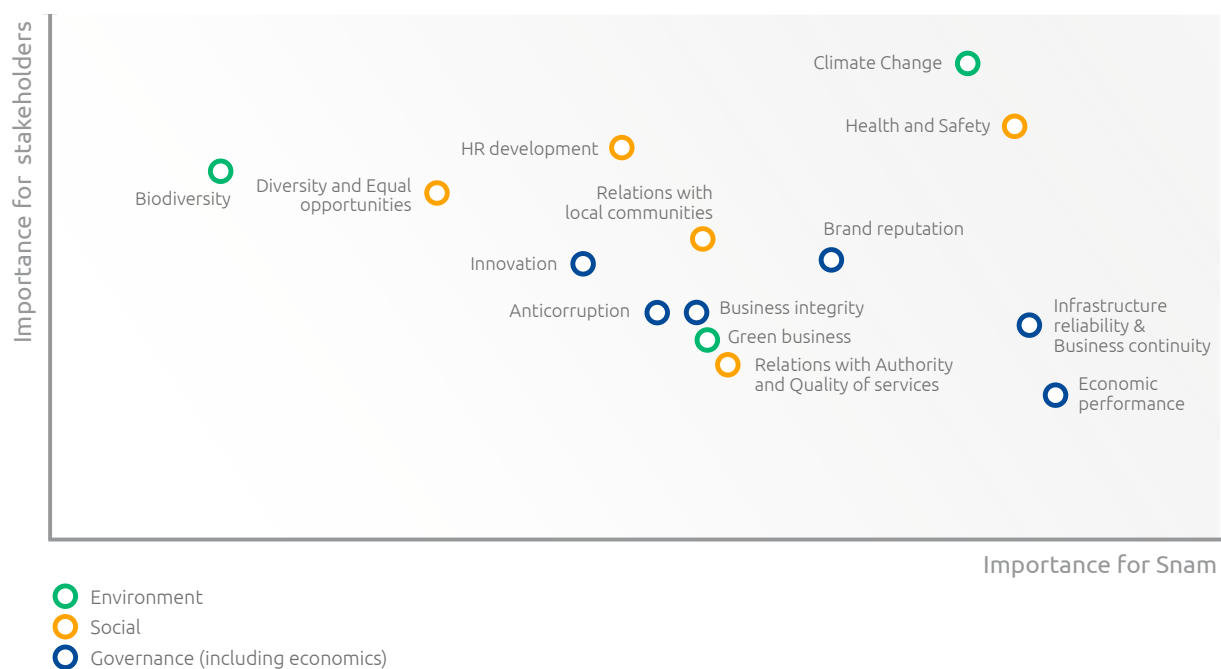 Importance for stakeholders
Climate Change
Health and Safety
HR development
Biodiversity
Diversity and Equal
opportunities
Relations with
local communities
Brand reputation
Innovation
Anticorruption
Business integrity
Infrastructure
reliability &
Business continuity
Green business
Relations with Authority
and Quality of services
Economic
performance
Importance for Snam
Environment
Social
Governance (including economics)